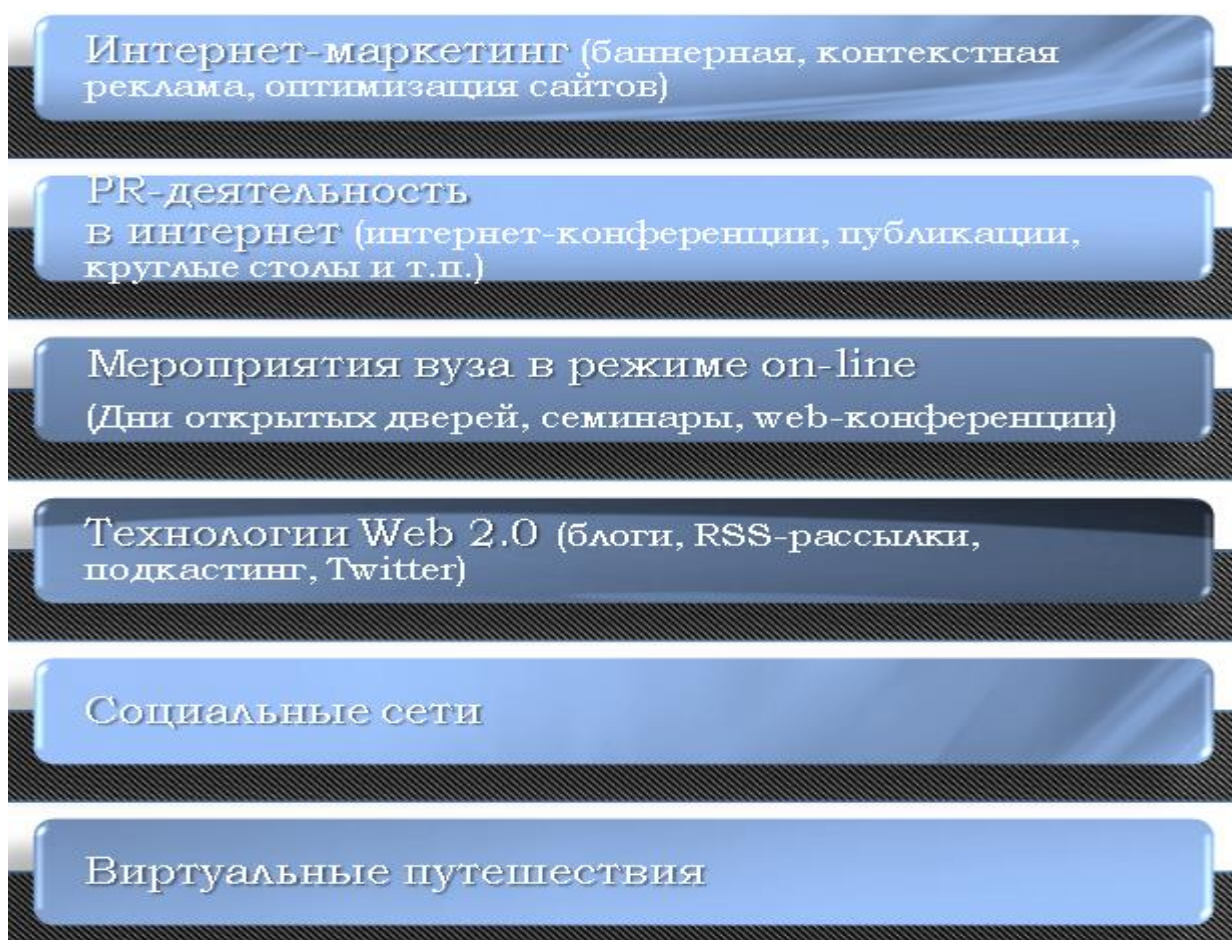 Интернет-маркетинг (баннерная, контекстная
реклама, оптимизация сайтов)
PR-деятельность
в интернет (интернет-конференции, публикации,
круглые столы и т.п.)
Мероприятия вуза в режиме on-line
(Дни открытых дверей, семинары, web-конференции)
Технологии Web 2.0 (блоги, RSS-рассылки,
подкастинг, Twitter)
Социальные сети
Виртуальные путешествия